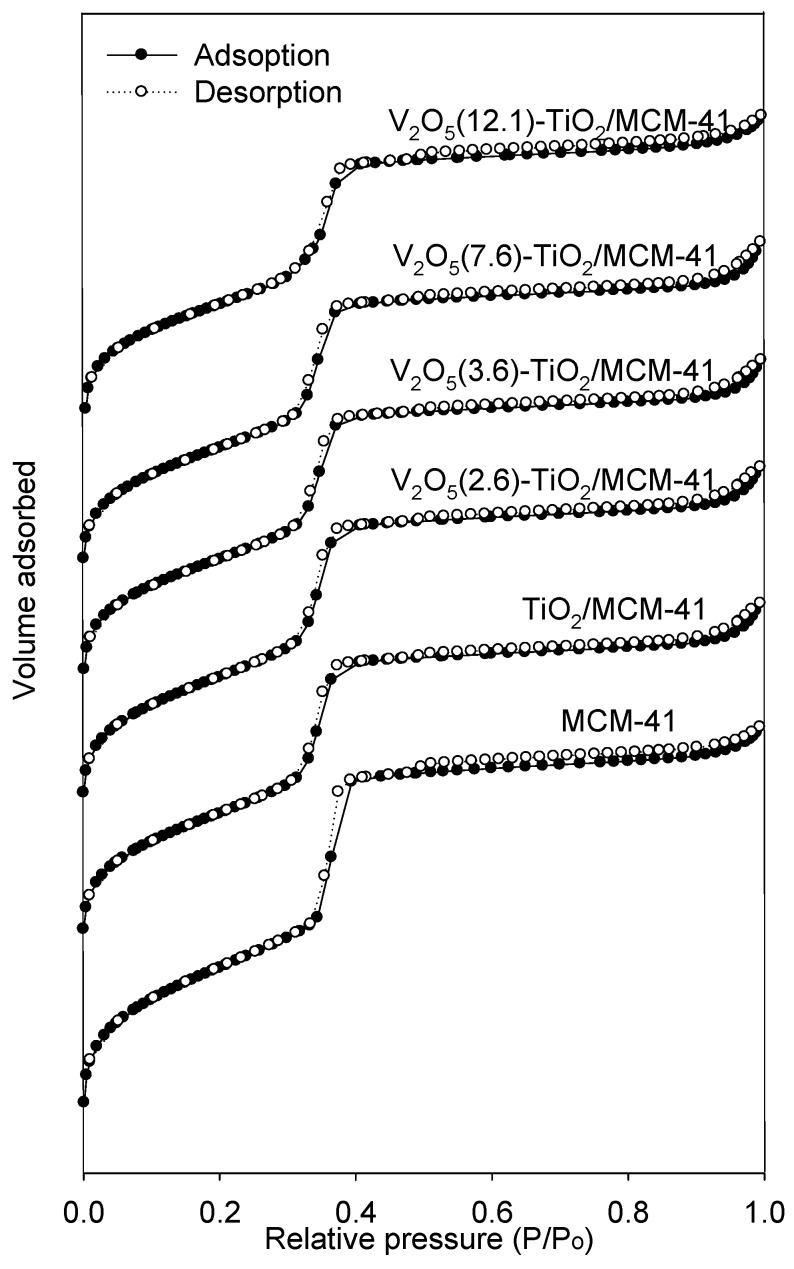 Adsoption
Desorption
V₂O₅(12.1)-TiO₂/MCM-41
V₂O₅(7.6)-TiO₂/MCM-41
V₂O₅(3.6)-TiO₂/MCM-41
V₂O₅(2.6)-TiO₂/MCM-41
TiO₂/MCM-41
MCM-41
Volume adsorbed
0.0 0.2 0.4 0.6 0.8 1.0
Relative pressure (P/Po)